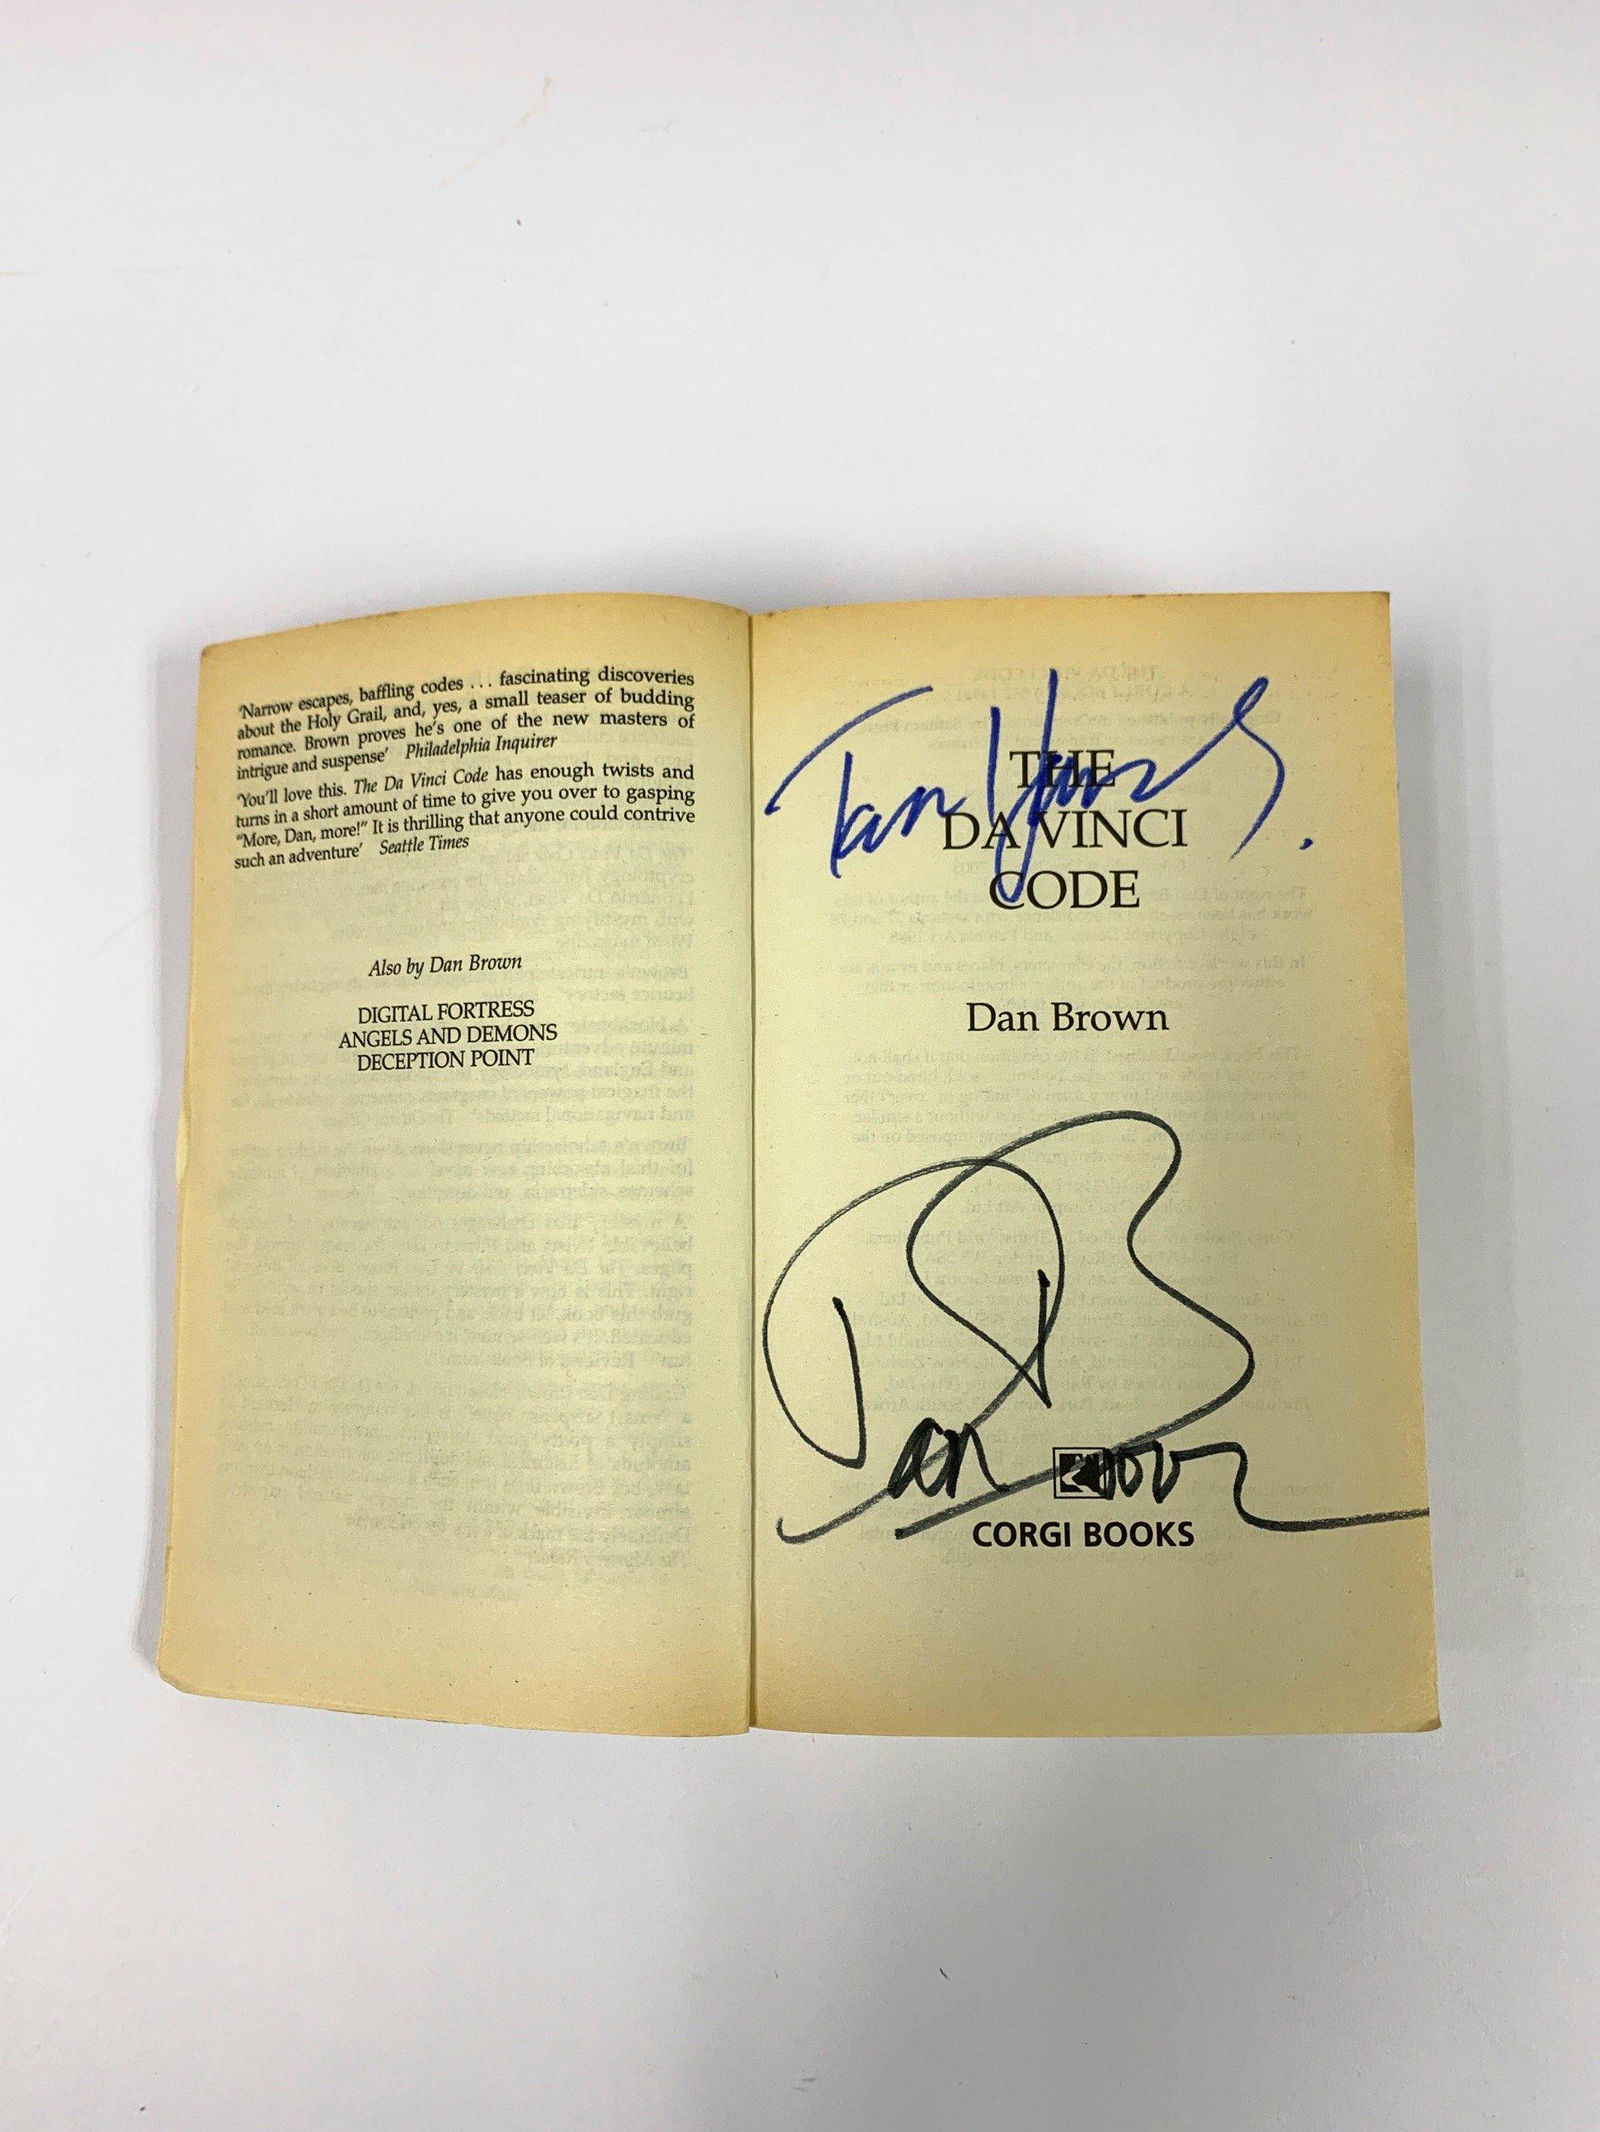 'Narrow escapes, baffling codes . . . fascinating discoveries
about the Holy Grail, and, yes, a small teaser of budding
romance. Brown proves he's one of the new masters of
intrigue and suspense' Philadelphia Inquirer
'You'll love this. The Da Vinci Code has enough twists and
turns in a short amount of time to give you over to gasping
"More, Dan, more!" It is thrilling that anyone could contrive
such an adventure' Seattle Times
Also by Dan Brown
DIGITAL FORTRESS
ANGELS AND DEMONS
DECEPTION POINT
THE
DA VINCI
CODE
Dan Brown
Dan Brown
CORGI BOOKS